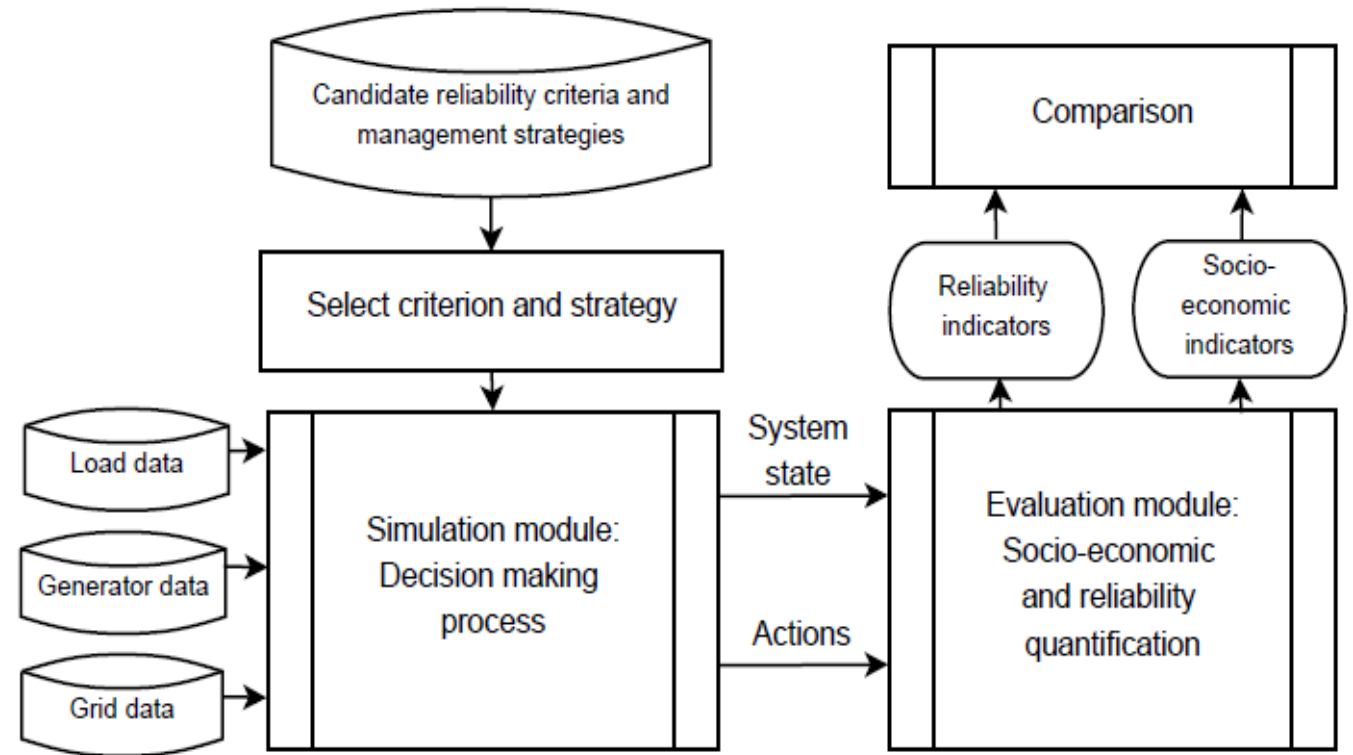 Candidate reliability criteria and
management strategies
Comparison
Select criterion and strategy
Reliability
indicators
Socio-
economic
indicators
Load data
Generator data
Grid data
Simulation module:
Decision making
process
System
state
Actions
Evaluation module:
Socio-economic
and reliability
quantification